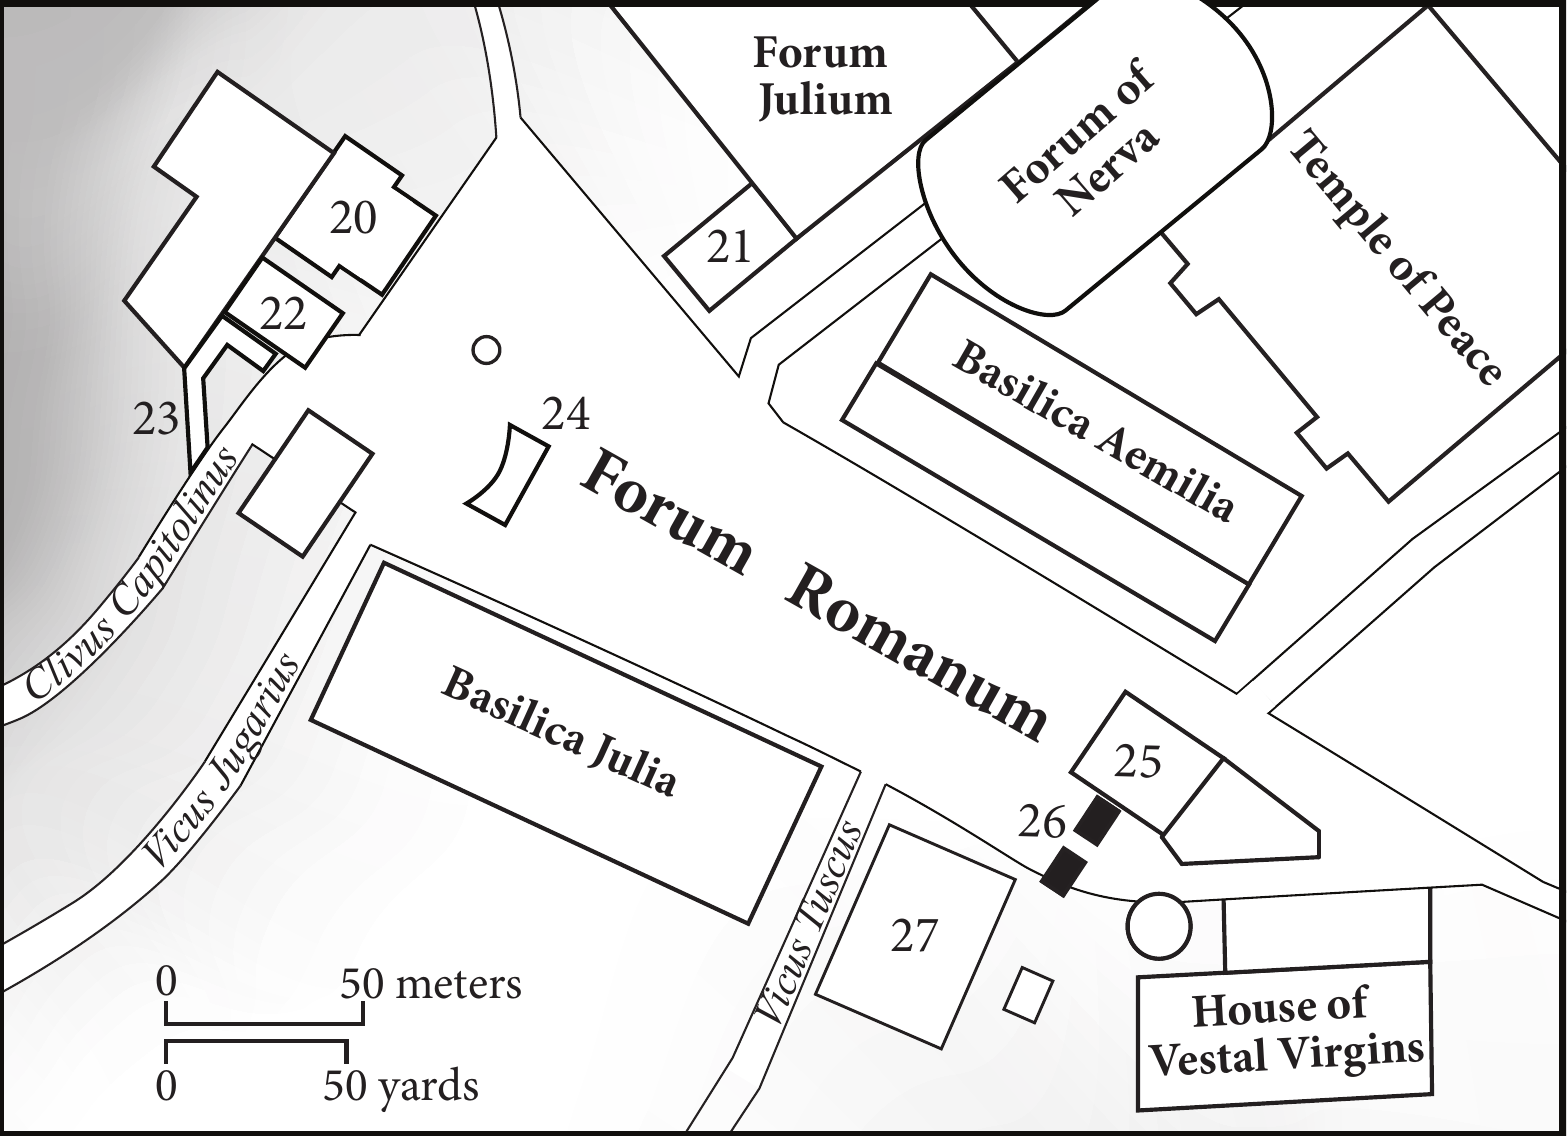 Forum
Julium
Forum of
Nerva
Temple of Peace
20
21
22
23
24
Basilica Aemilia
Forum Romanum
Clivus Capitolinus
Vicus Jugarius
Basilica Julia
25
26
Vicus Tuscus
27
0 50 meters
0 50 yards
House of
Vestal Virgins